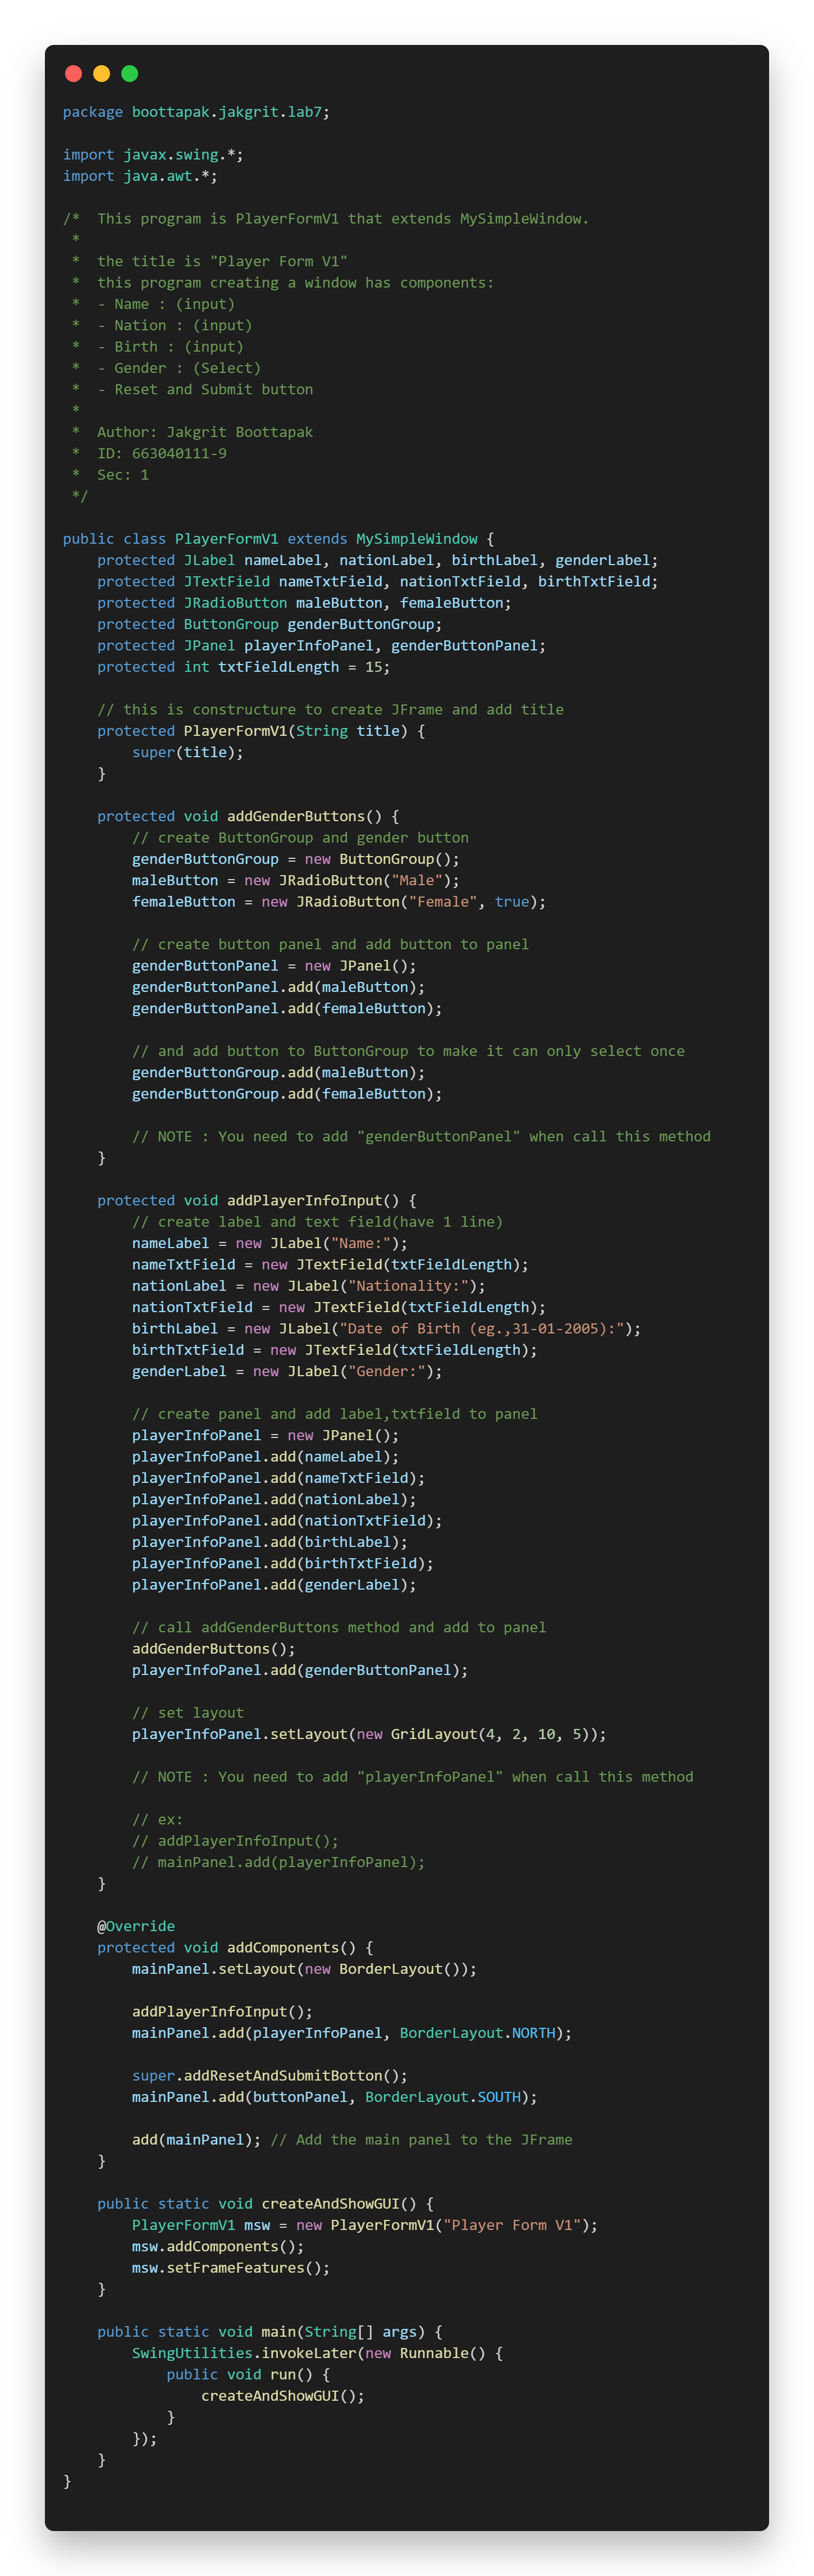 package boottapak.jakgrit.lab7;

import javax.swing.*;
import java.awt.*;

/*  This program is PlayerFormV1 that extends MySimpleWindow.
 *
 *  the title is "Player Form V1"
 *  this program creating a window has components:
 *  - Name : (input)
 *  - Nation : (input)
 *  - Birth : (input)
 *  - Gender : (Select)
 *  - Reset and Submit button
 *
 *  Author: Jakgrit Boottapak
 *  ID: 663040111-9
 *  Sec: 1
 */

public class PlayerFormV1 extends MySimpleWindow {
    protected JLabel nameLabel, nationLabel, birthLabel, genderLabel;
    protected JTextField nameTxtField, nationTxtField, birthTxtField;
    protected JRadioButton maleButton, femaleButton;
    protected ButtonGroup genderButtonGroup;
    protected JPanel playerInfoPanel, genderButtonPanel;
    protected int txtFieldLength = 15;

    // this is constructure to create JFrame and add title
    protected PlayerFormV1(String title) {
        super(title);
    }

    protected void addGenderButtons() {
        // create ButtonGroup and gender button
        genderButtonGroup = new ButtonGroup();
        maleButton = new JRadioButton("Male");
        femaleButton = new JRadioButton("Female", true);

        // create button panel and add button to panel
        genderButtonPanel = new JPanel();
        genderButtonPanel.add(maleButton);
        genderButtonPanel.add(femaleButton);

        // and add button to ButtonGroup to make it can only select once
        genderButtonGroup.add(maleButton);
        genderButtonGroup.add(femaleButton);

        // NOTE : You need to add "genderButtonPanel" when call this method
    }

    protected void addPlayerInfoInput() {
        // create label and text field(have 1 line)
        nameLabel = new JLabel("Name:");
        nameTxtField = new JTextField(txtFieldLength);
        nationLabel = new JLabel("Nationality:");
        nationTxtField = new JTextField(txtFieldLength);
        birthLabel = new JLabel("Date of Birth (eg.,31-01-2005):");
        birthTxtField = new JTextField(txtFieldLength);
        genderLabel = new JLabel("Gender:");

        // create panel and add label,txtfield to panel
        playerInfoPanel = new JPanel();
        playerInfoPanel.add(nameLabel);
        playerInfoPanel.add(nameTxtField);
        playerInfoPanel.add(nationLabel);
        playerInfoPanel.add(nationTxtField);
        playerInfoPanel.add(birthLabel);
        playerInfoPanel.add(birthTxtField);
        playerInfoPanel.add(genderLabel);

        // call addGenderButtons method and add to panel
        addGenderButtons();
        playerInfoPanel.add(genderButtonPanel);

        // set layout
        playerInfoPanel.setLayout(new GridLayout(4, 2, 10, 5));

        // NOTE : You need to add "playerInfoPanel" when call this method

        // ex:
        // addPlayerInfoInput();
        // mainPanel.add(playerInfoPanel);
    }

    @Override
    protected void addComponents() {
        mainPanel.setLayout(new BorderLayout());

        addPlayerInfoInput();
        mainPanel.add(playerInfoPanel, BorderLayout.NORTH);

        super.addResetAndSubmitBotton();
        mainPanel.add(buttonPanel, BorderLayout.SOUTH);

        add(mainPanel); // Add the main panel to the JFrame
    }

    public static void createAndShowGUI() {
        PlayerFormV1 msw = new PlayerFormV1("Player Form V1");
        msw.addComponents();
        msw.setFrameFeatures();
    }

    public static void main(String[] args) {
        SwingUtilities.invokeLater(new Runnable() {
            public void run() {
                createAndShowGUI();
            }
        });
    }
}